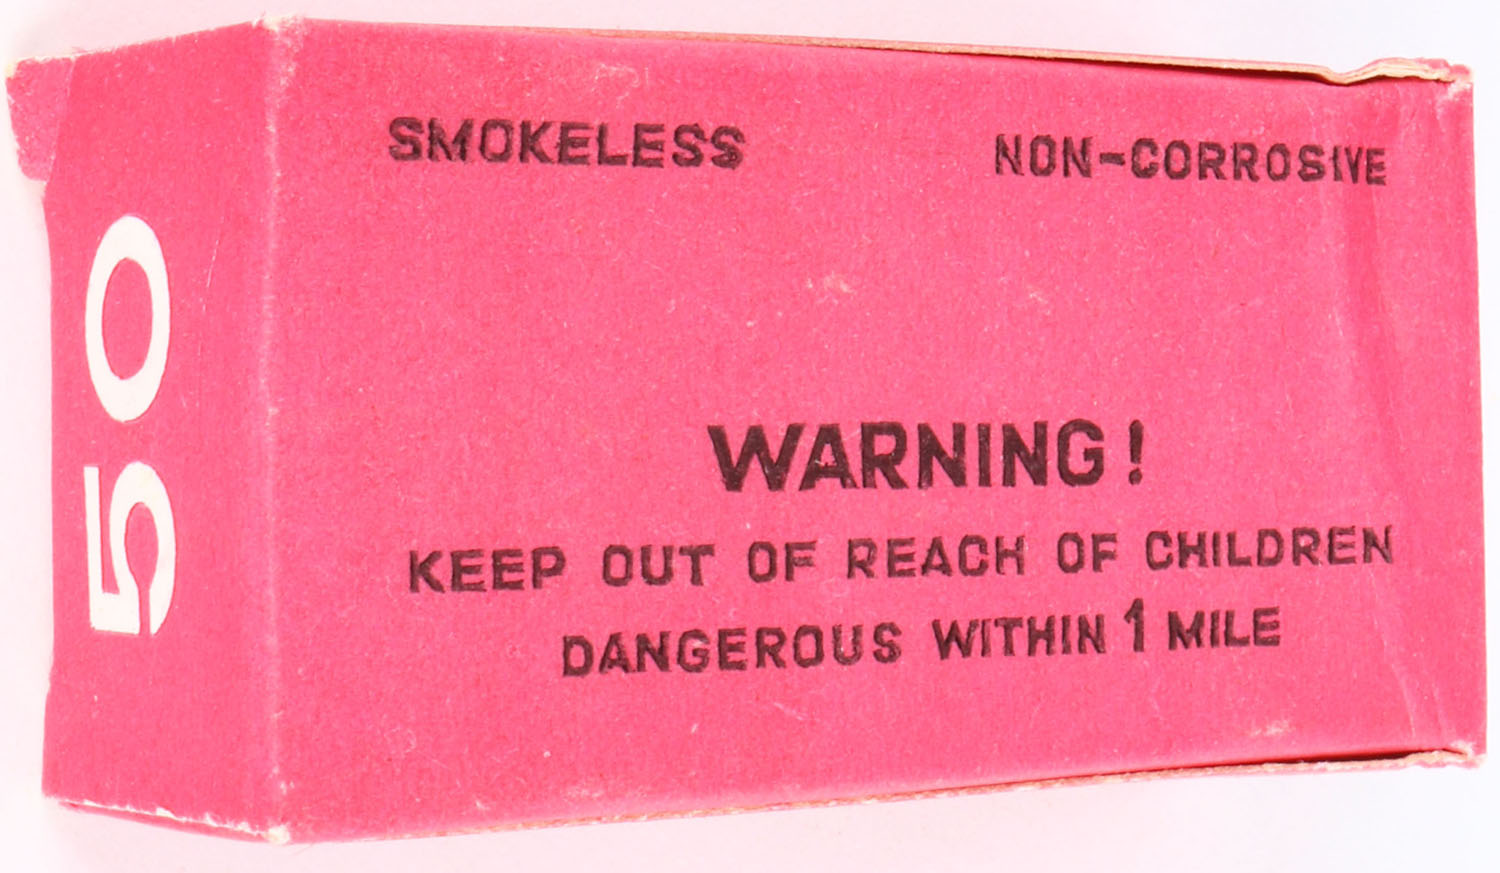 SMOKELESS NON-CORROSIVE
WARNING!
KEEP OUT OF REACH OF CHILDREN
DANGEROUS WITHIN 1 MILE
50